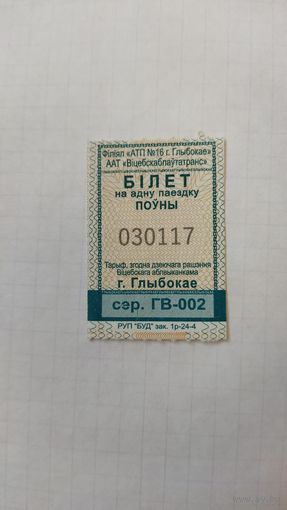 Філіял «АТП №16 г. Глыбокае»
ААТ «Віцебскаблаўтатранс»
БІЛЕТ
на адну паездку
ПОЎНЫ
030117
Тарыф, згодна дзеючага рашэння
Віцебскага аблвыканкама
г. Глыбокае
сэр. ГВ-002
РУП "БУД" зак. 1р-24-4